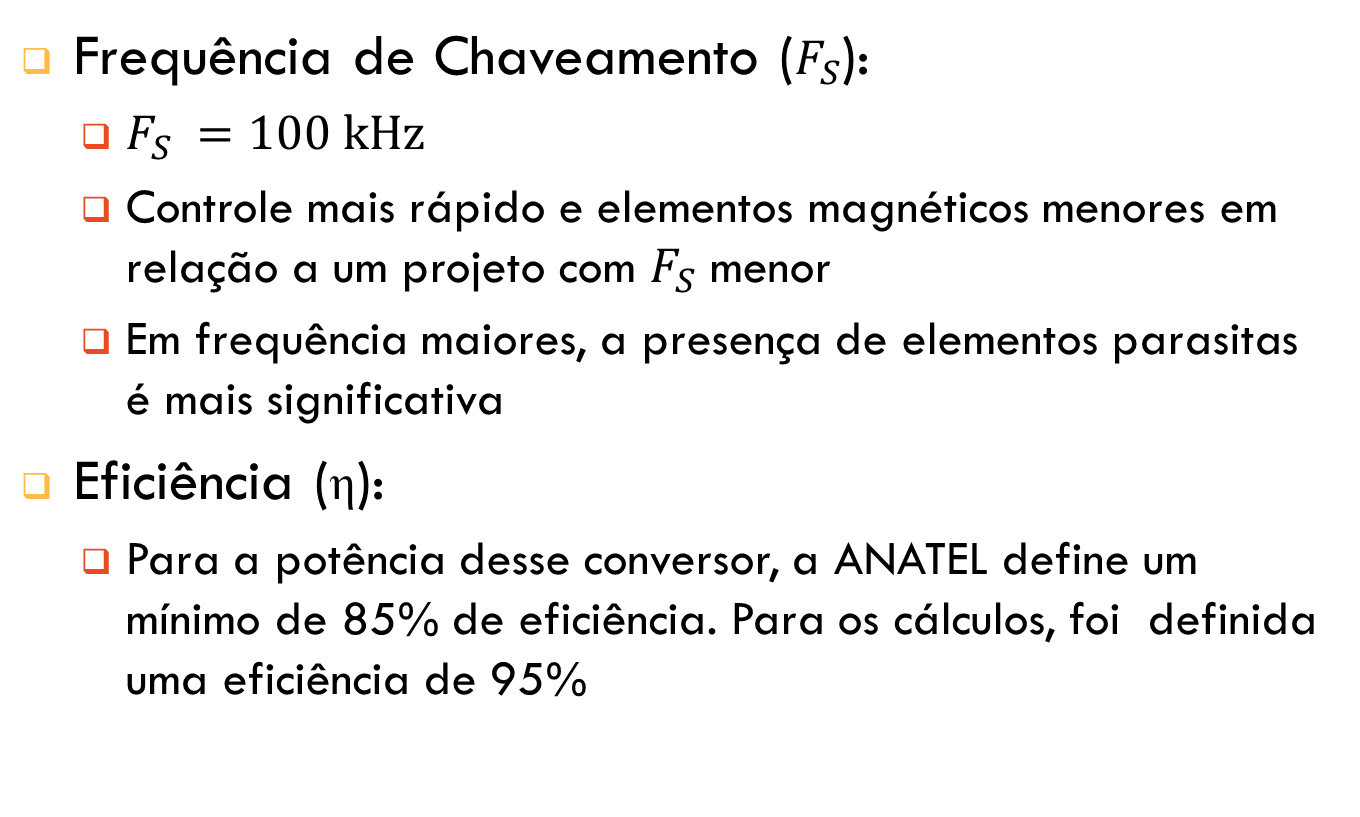 Frequência de Chaveamento (F_S):
F_S = 100 kHz
Controle mais rápido e elementos magnéticos menores em
relação a um projeto com F_S menor
Em frequência maiores, a presença de elementos parasitas
é mais significativa
Eficiência (η):
Para a potência desse conversor, a ANATEL define um
mínimo de 85% de eficiência. Para os cálculos, foi  definida
uma eficiência de 95%